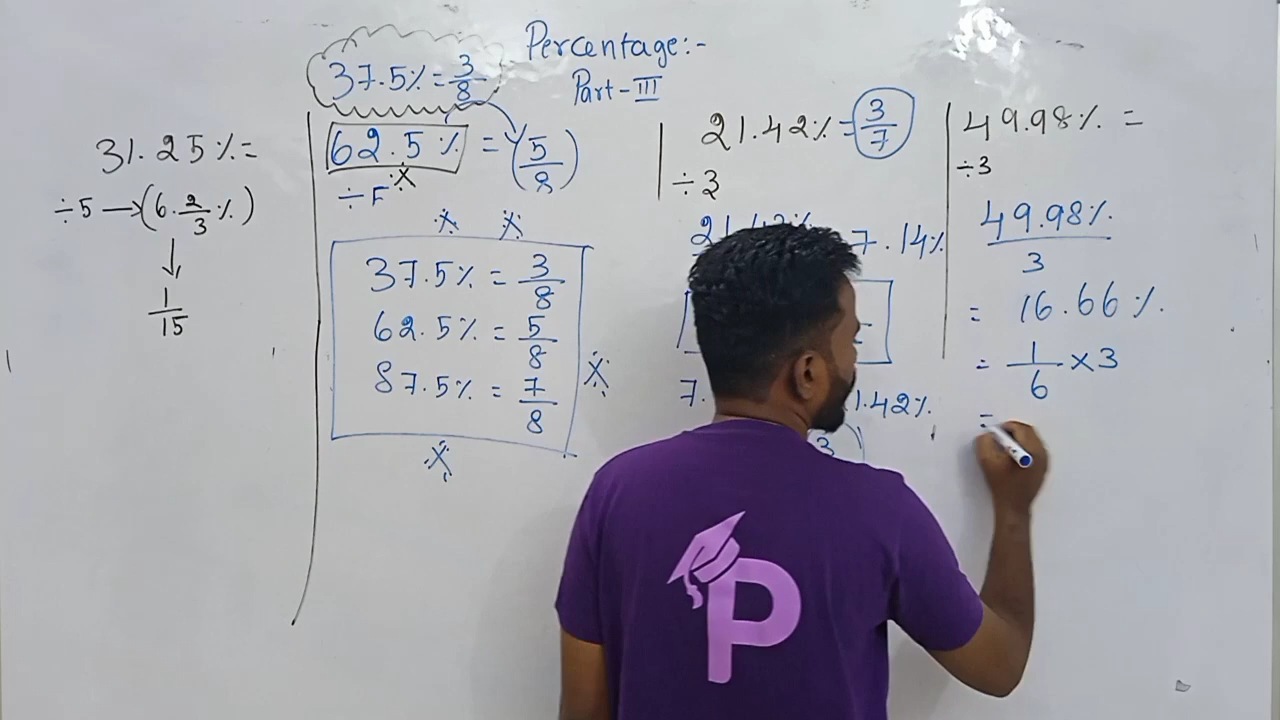 Percentage:-
Part-III
31.25% =
÷5 → (6.2/3%)
↓
1/15
37.5% = 3/8
62.5% = (5/8)
÷F
37.5% = 3/8
62.5% = 5/8
87.5% = 7/8
21.42% = 3/7
÷3
7.14%
7.
1.42%
3
49.98% =
÷3
49.98%/3
= 16.66%
= 1/6 × 3
=
P